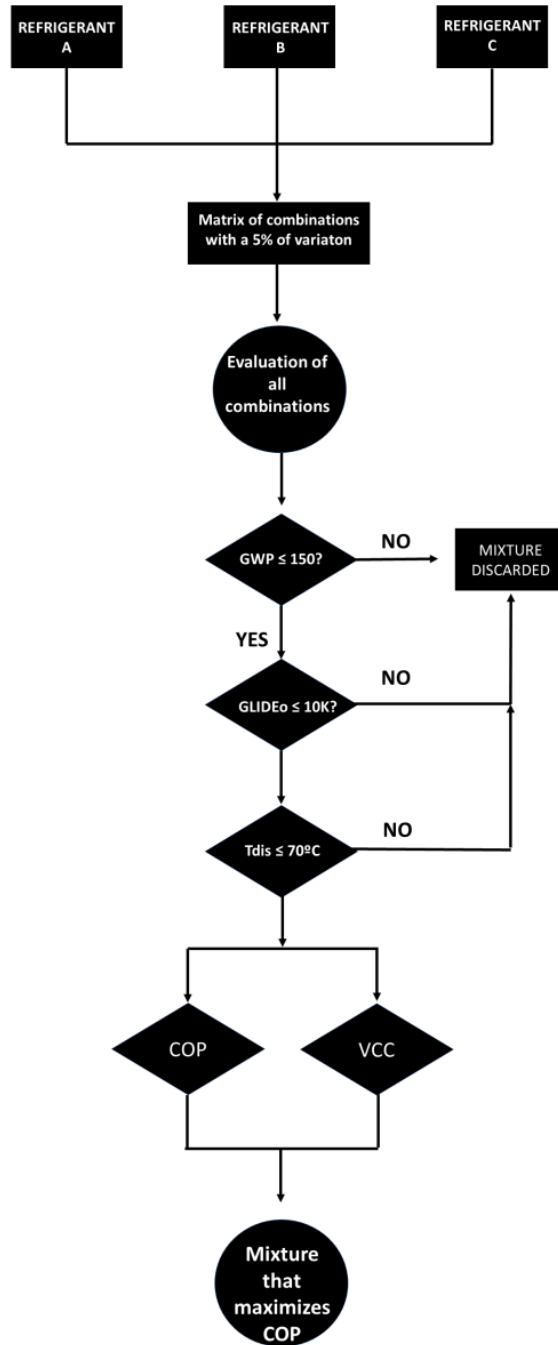 REFRIGERANT
A
REFRIGERANT
B
REFRIGERANT
C
Matrix of combinations
with a 5% of variaton
Evaluation of
all
combinations
GWP ≤ 150?
NO
MIXTURE
DISCARDED
YES
GLIDEo ≤ 10K?
NO
Tdis ≤ 70ºC
NO
COP
VCC
Mixture
that
maximizes
COP